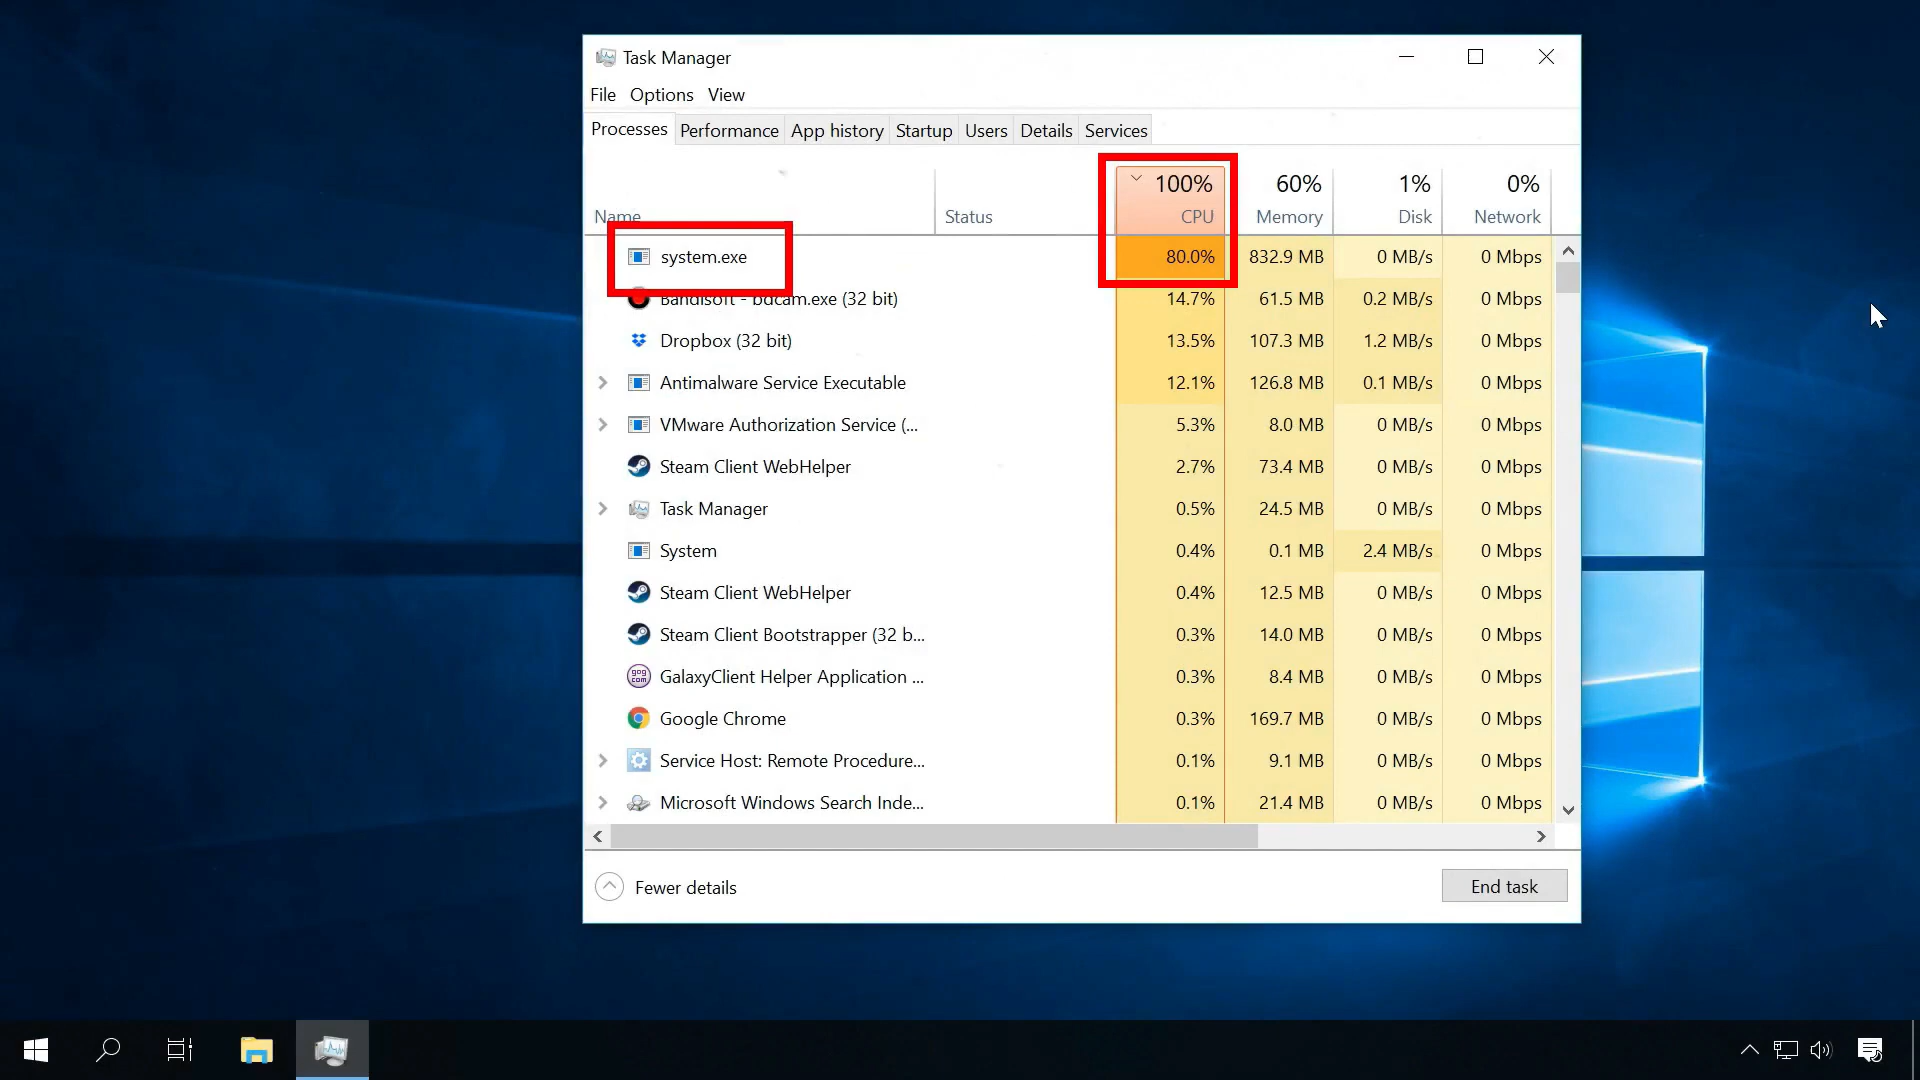 Task Manager
File Options View
Processes Performance App history Startup Users Details Services
100% 60% 1% 0%
Name Status CPU Memory Disk Network
system.exe 80.0% 832.9 MB 0 MB/s 0 Mbps
Bandisoft - bdcam.exe (32 bit) 14.7% 61.5 MB 0.2 MB/s 0 Mbps
Dropbox (32 bit) 13.5% 107.3 MB 1.2 MB/s 0 Mbps
Antimalware Service Executable 12.1% 126.8 MB 0.1 MB/s 0 Mbps
VMware Authorization Service (... 5.3% 8.0 MB 0 MB/s 0 Mbps
Steam Client WebHelper 2.7% 73.4 MB 0 MB/s 0 Mbps
Task Manager 0.5% 24.5 MB 0 MB/s 0 Mbps
System 0.4% 0.1 MB 2.4 MB/s 0 Mbps
Steam Client WebHelper 0.4% 12.5 MB 0 MB/s 0 Mbps
Steam Client Bootstrapper (32 b... 0.3% 14.0 MB 0 MB/s 0 Mbps
GalaxyClient Helper Application ... 0.3% 8.4 MB 0 MB/s 0 Mbps
Google Chrome 0.3% 169.7 MB 0 MB/s 0 Mbps
Service Host: Remote Procedure... 0.1% 9.1 MB 0 MB/s 0 Mbps
Microsoft Windows Search Inde... 0.1% 21.4 MB 0 MB/s 0 Mbps
Fewer details End task